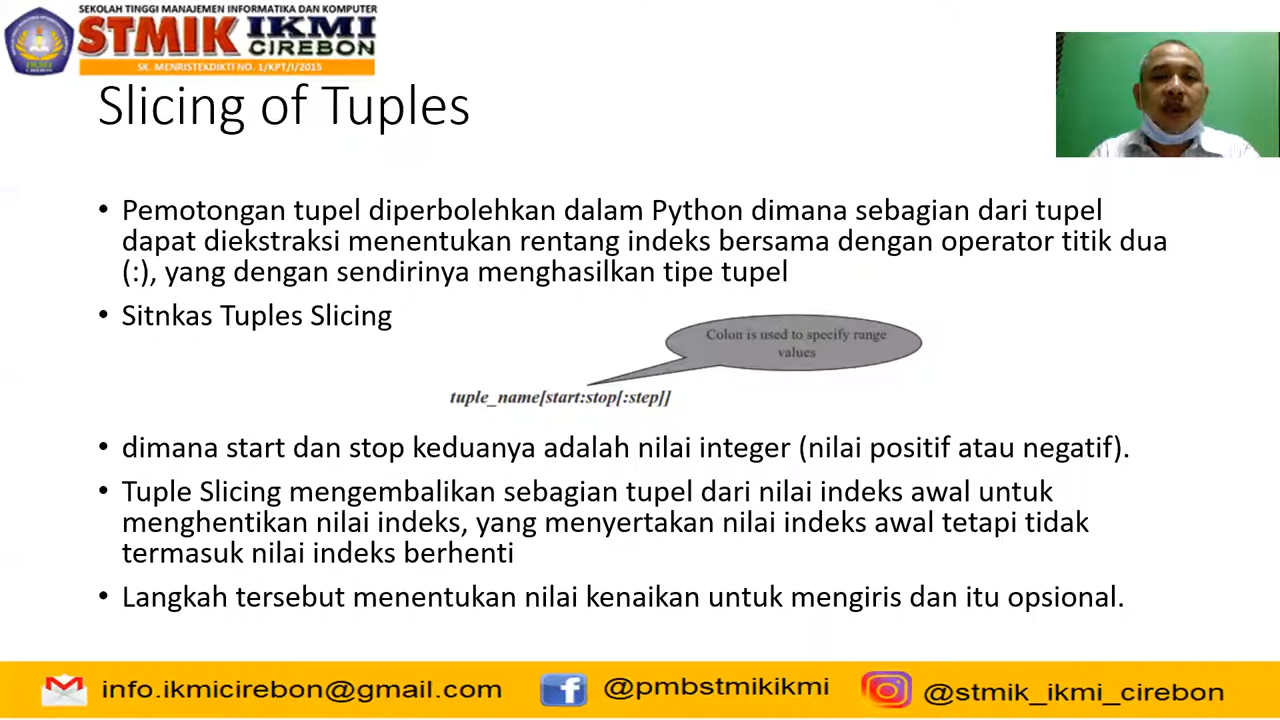 SEKOLAH TINGGI MANAJEMEN INFORMATIKA DAN KOMPUTER
STMIK IKMI
CIREBON
SK. MENRISTEKDIKTI NO. 1/KPT/I/2015
Slicing of Tuples
• Pemotongan tupel diperbolehkan dalam Python dimana sebagian dari tupel
dapat diekstraksi menentukan rentang indeks bersama dengan operator titik dua
(:), yang dengan sendirinya menghasilkan tipe tupel
• Sitnkas Tuples Slicing
Colon is used to specify range
values
tuple_name[start:stop[:step]]
• dimana start dan stop keduanya adalah nilai integer (nilai positif atau negatif).
• Tuple Slicing mengembalikan sebagian tupel dari nilai indeks awal untuk
menghentikan nilai indeks, yang menyertakan nilai indeks awal tetapi tidak
termasuk nilai indeks berhenti
• Langkah tersebut menentukan nilai kenaikan untuk mengiris dan itu opsional.
info.ikmicirebon@gmail.com
@pmbstmikikmi
@stmik_ikmi_cirebon